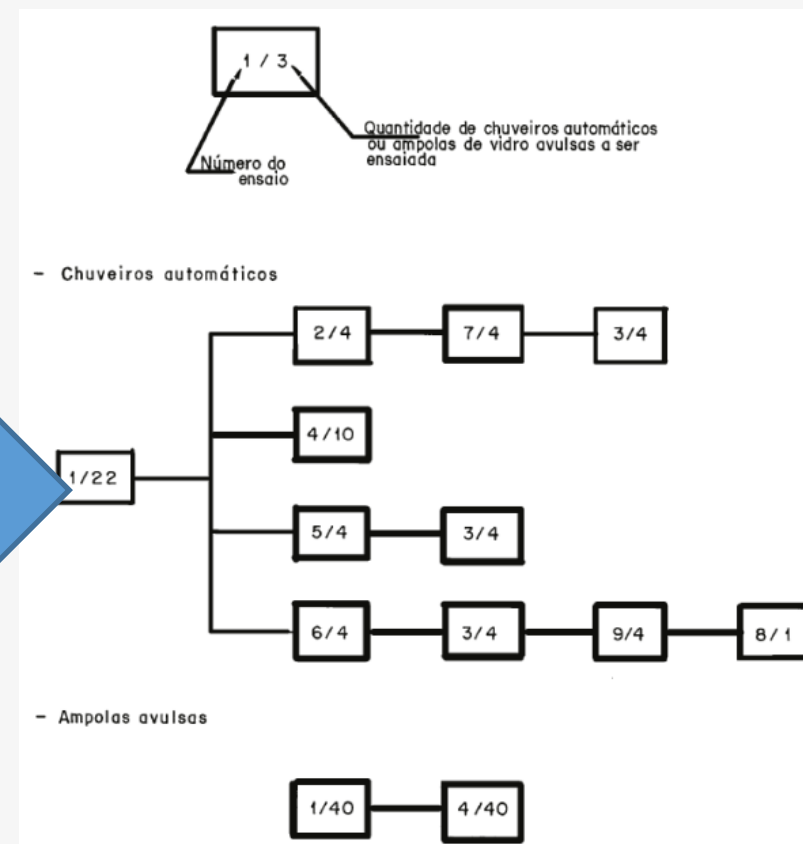 1 / 3
Quantidade de chuveiros automáticos
ou ampolas de vidro avulsas a ser
ensaiada
Número do
ensaio
- Chuveiros automáticos
2/4 7/4 3/4
4/10
1/22
5/4 3/4
6/4 3/4 9/4 8/1
- Ampolas avulsas
1/40 4/40